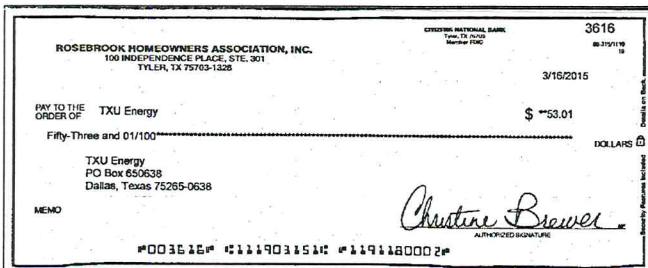 CITIZENS NATIONAL BANK
Tyler, TX 75703
Member FDIC
3616
ROSEBROOK HOMEOWNERS ASSOCIATION, INC.
100 INDEPENDENCE PLACE, STE. 301
TYLER, TX 75703-1328
3/16/2015
PAY TO THE
ORDER OF TXU Energy
$ **53.01
Fifty-Three and 01/100
DOLLARS
TXU Energy
PO Box 650638
Dallas, Texas 75265-0638
MEMO
Christine Brewer
AUTHORIZED SIGNATURE
Security Features Included Details on Back